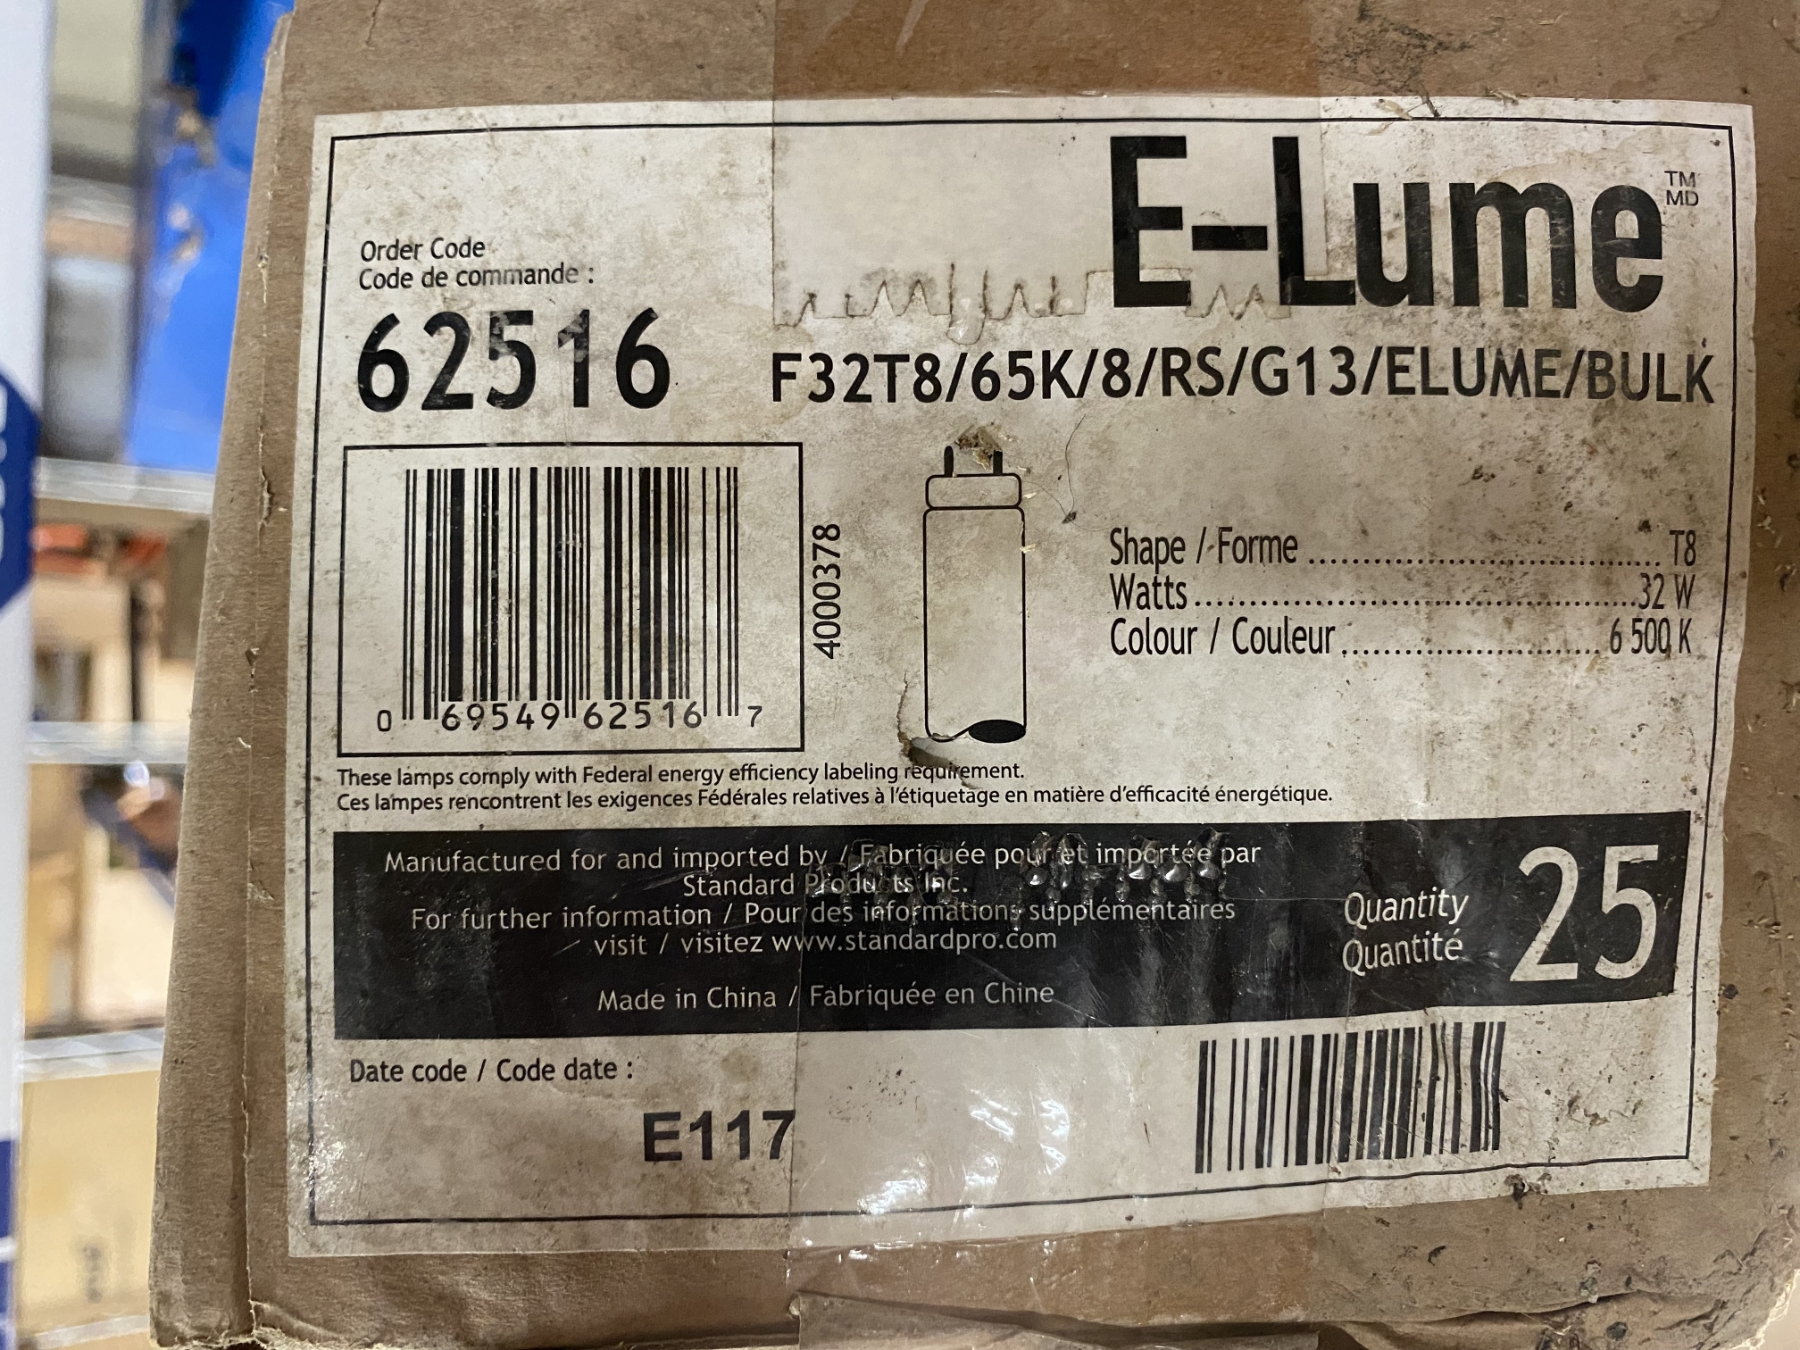 E-Lume TM MD
Order Code
Code de commande :
62516
F32T8/65K/8/RS/G13/ELUME/BULK
0 69549 62516 7
4000378
Shape / Forme ........ T8
Watts ........ 32 W
Colour / Couleur ........ 6 500 K
These lamps comply with Federal energy efficiency labeling requirement.
Ces lampes rencontrent les exigences Fédérales relatives à l'étiquetage en matière d'efficacité énergétique.
Manufactured for and imported by / Fabriquée pour et importée par
Standard Products Inc.
For further information / Pour des informations supplémentaires
visit / visitez www.standardpro.com
Made in China / Fabriquée en Chine
Quantity
Quantité
25
Date code / Code date :
E117